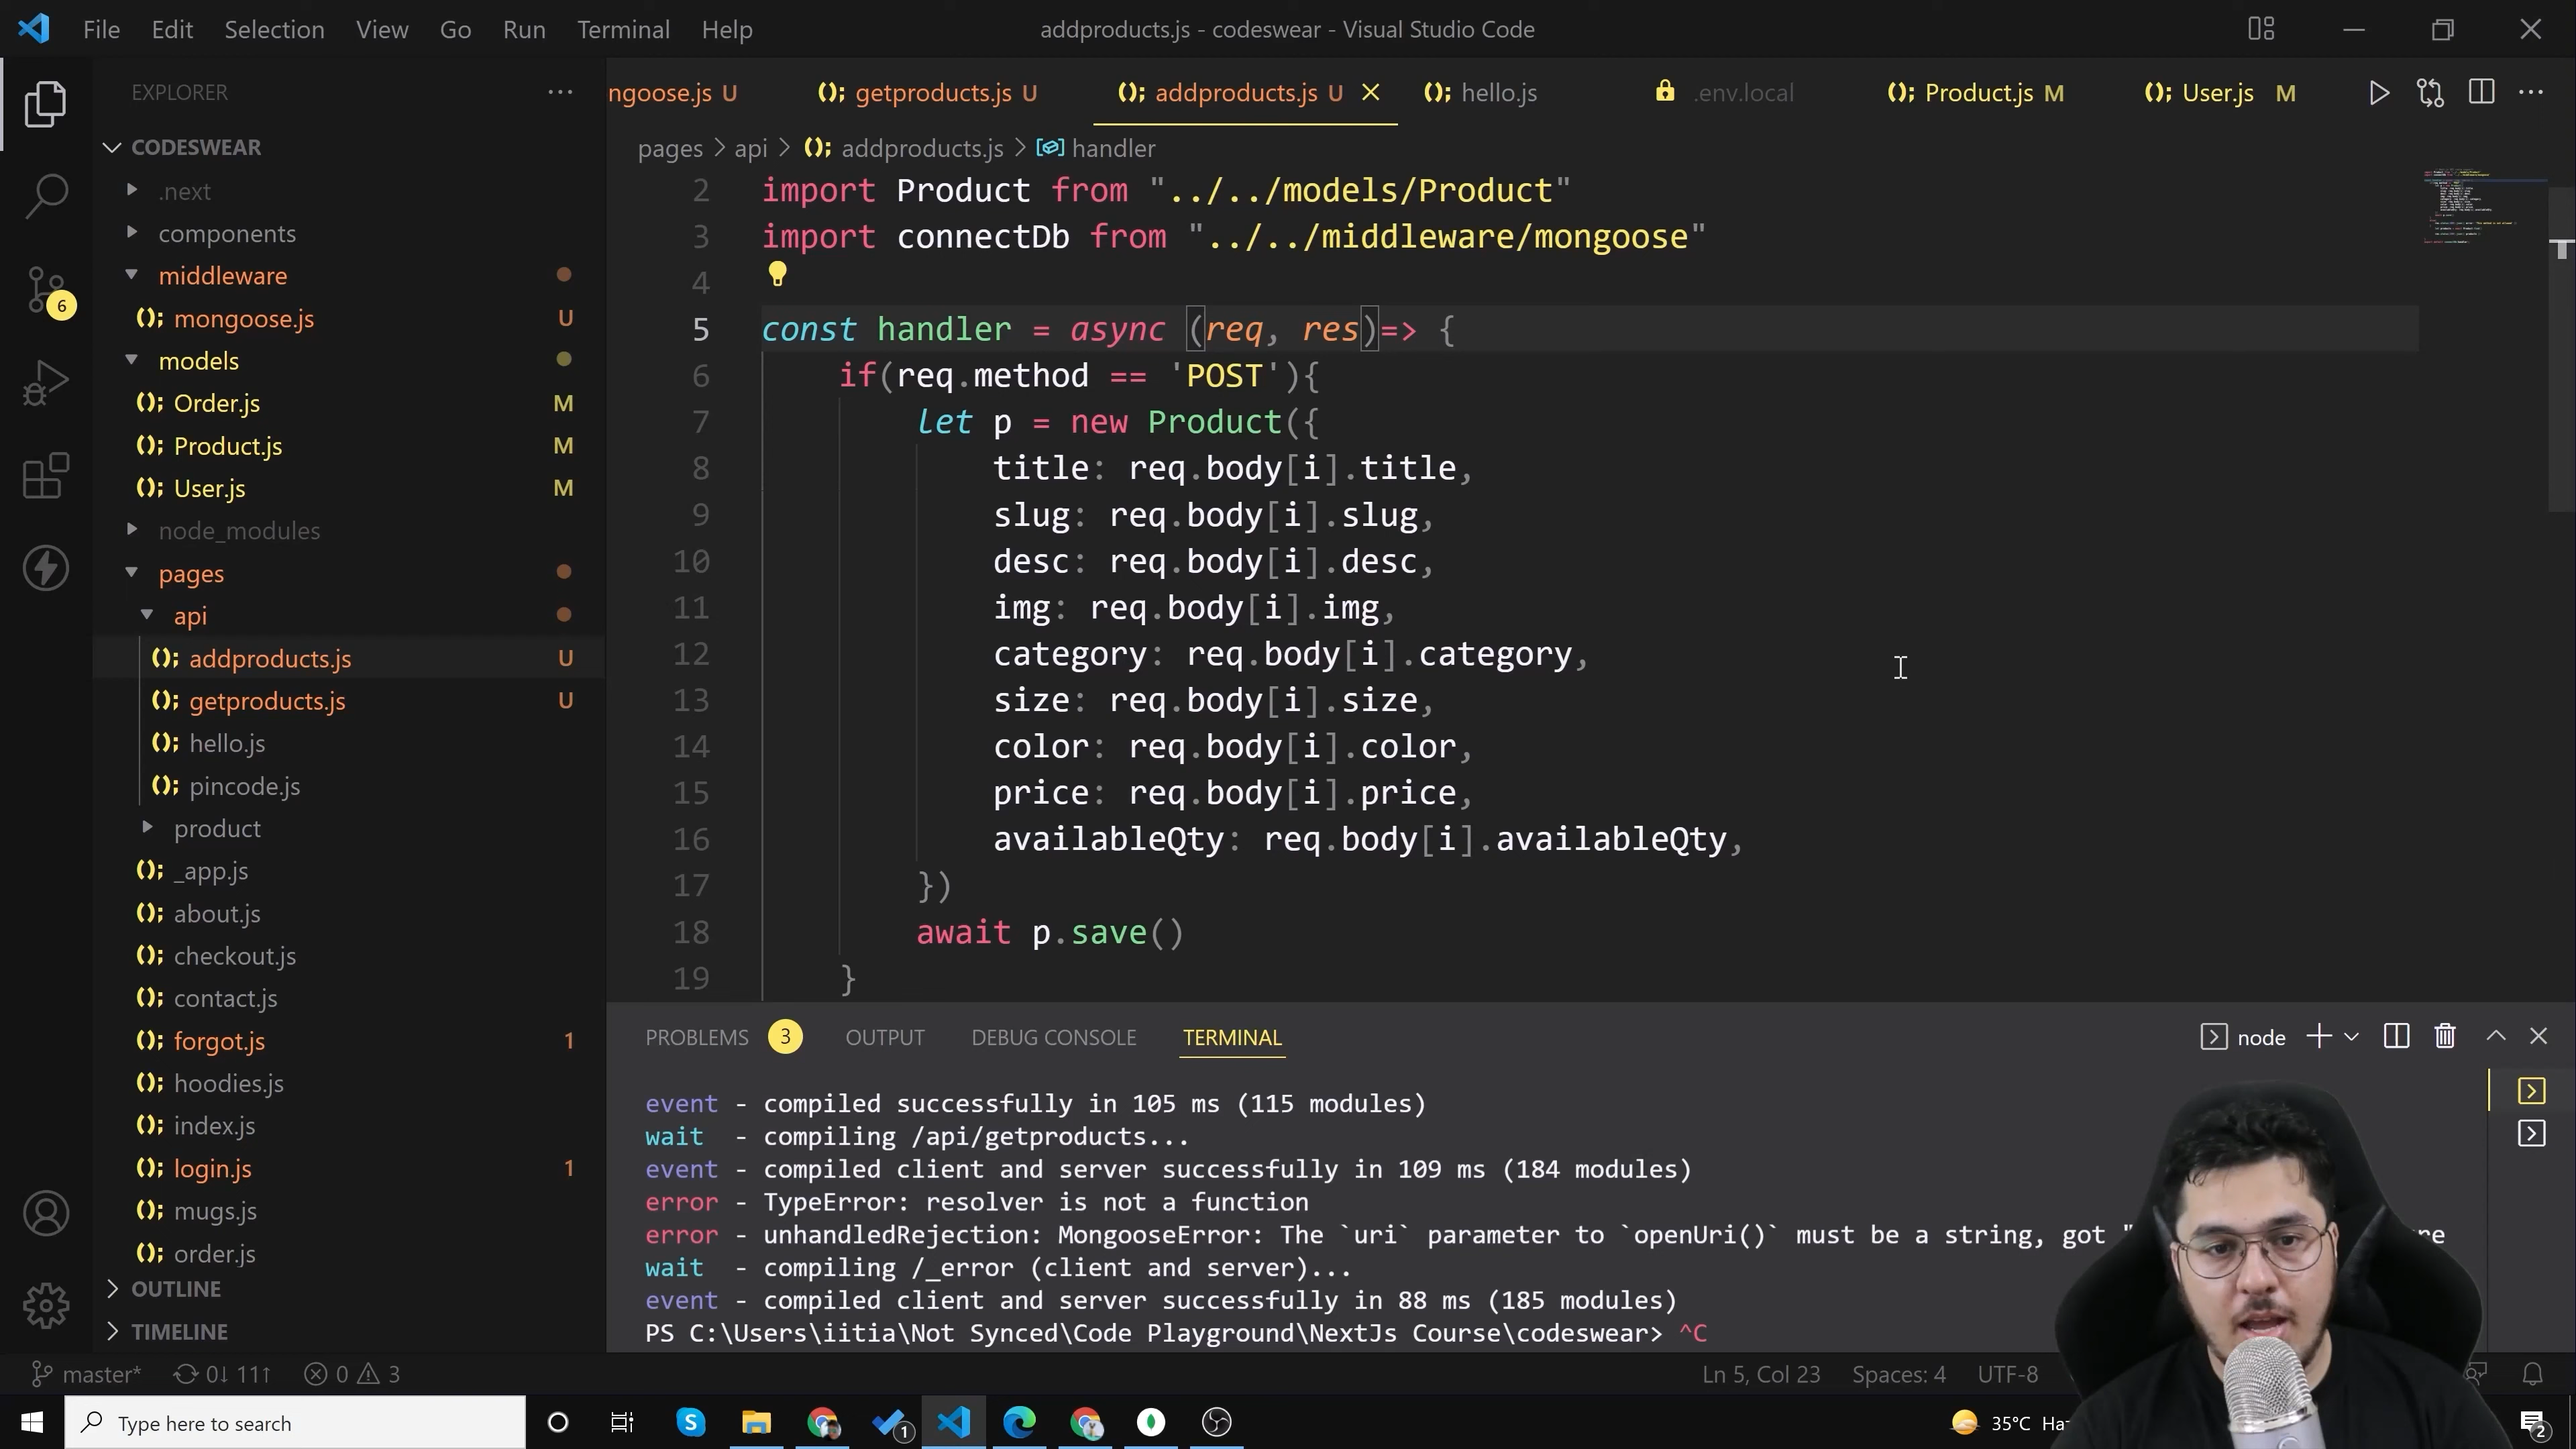 File Edit Selection View Go Run Terminal Help
addproducts.js - codeswear - Visual Studio Code
EXPLORER
CODESWEAR
.next
components
middleware
mongoose.js U
models
Order.js M
Product.js M
User.js M
node_modules
pages
api
addproducts.js U
getproducts.js U
hello.js
pincode.js
product
_app.js
about.js
checkout.js
contact.js
forgot.js 1
hoodies.js
index.js
login.js 1
mugs.js
order.js
OUTLINE
TIMELINE
6
ngoose.js U getproducts.js U addproducts.js U hello.js .env.local Product.js M User.js M
pages > api > addproducts.js > handler
2 import Product from "../../models/Product"
3 import connectDb from "../../middleware/mongoose"
4
5 const handler = async (req, res)=> {
6 if(req.method == 'POST'){
7 let p = new Product({
8 title: req.body[i].title,
9 slug: req.body[i].slug,
10 desc: req.body[i].desc,
11 img: req.body[i].img,
12 category: req.body[i].category,
13 size: req.body[i].size,
14 color: req.body[i].color,
15 price: req.body[i].price,
16 availableQty: req.body[i].availableQty,
17 })
18 await p.save()
19 }
PROBLEMS 3 OUTPUT DEBUG CONSOLE TERMINAL node
event - compiled successfully in 105 ms (115 modules)
wait - compiling /api/getproducts...
event - compiled client and server successfully in 109 ms (184 modules)
error - TypeError: resolver is not a function
error - unhandledRejection: MongooseError: The `uri` parameter to `openUri()` must be a string, got "
wait - compiling /_error (client and server)...
event - compiled client and server successfully in 88 ms (185 modules)
PS C:\Users\iitia\Not Synced\Code Playground\NextJs Course\codeswear> ^C
master* 0↓ 11↑ 0 3
Ln 5, Col 23 Spaces: 4 UTF-8
Type here to search
1
35°C
2